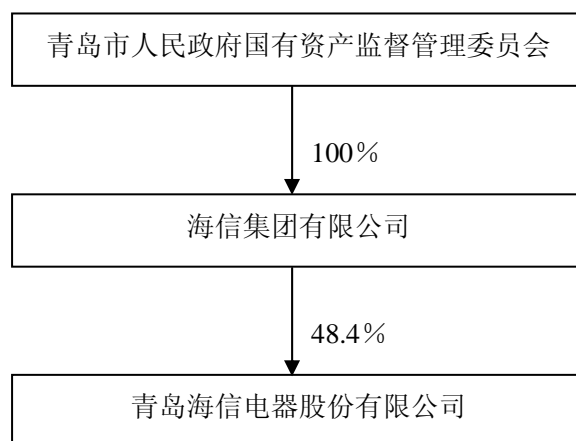 青岛市人民政府国有资产监督管理委员会
100％
海信集团有限公司
48.4％
青岛海信电器股份有限公司